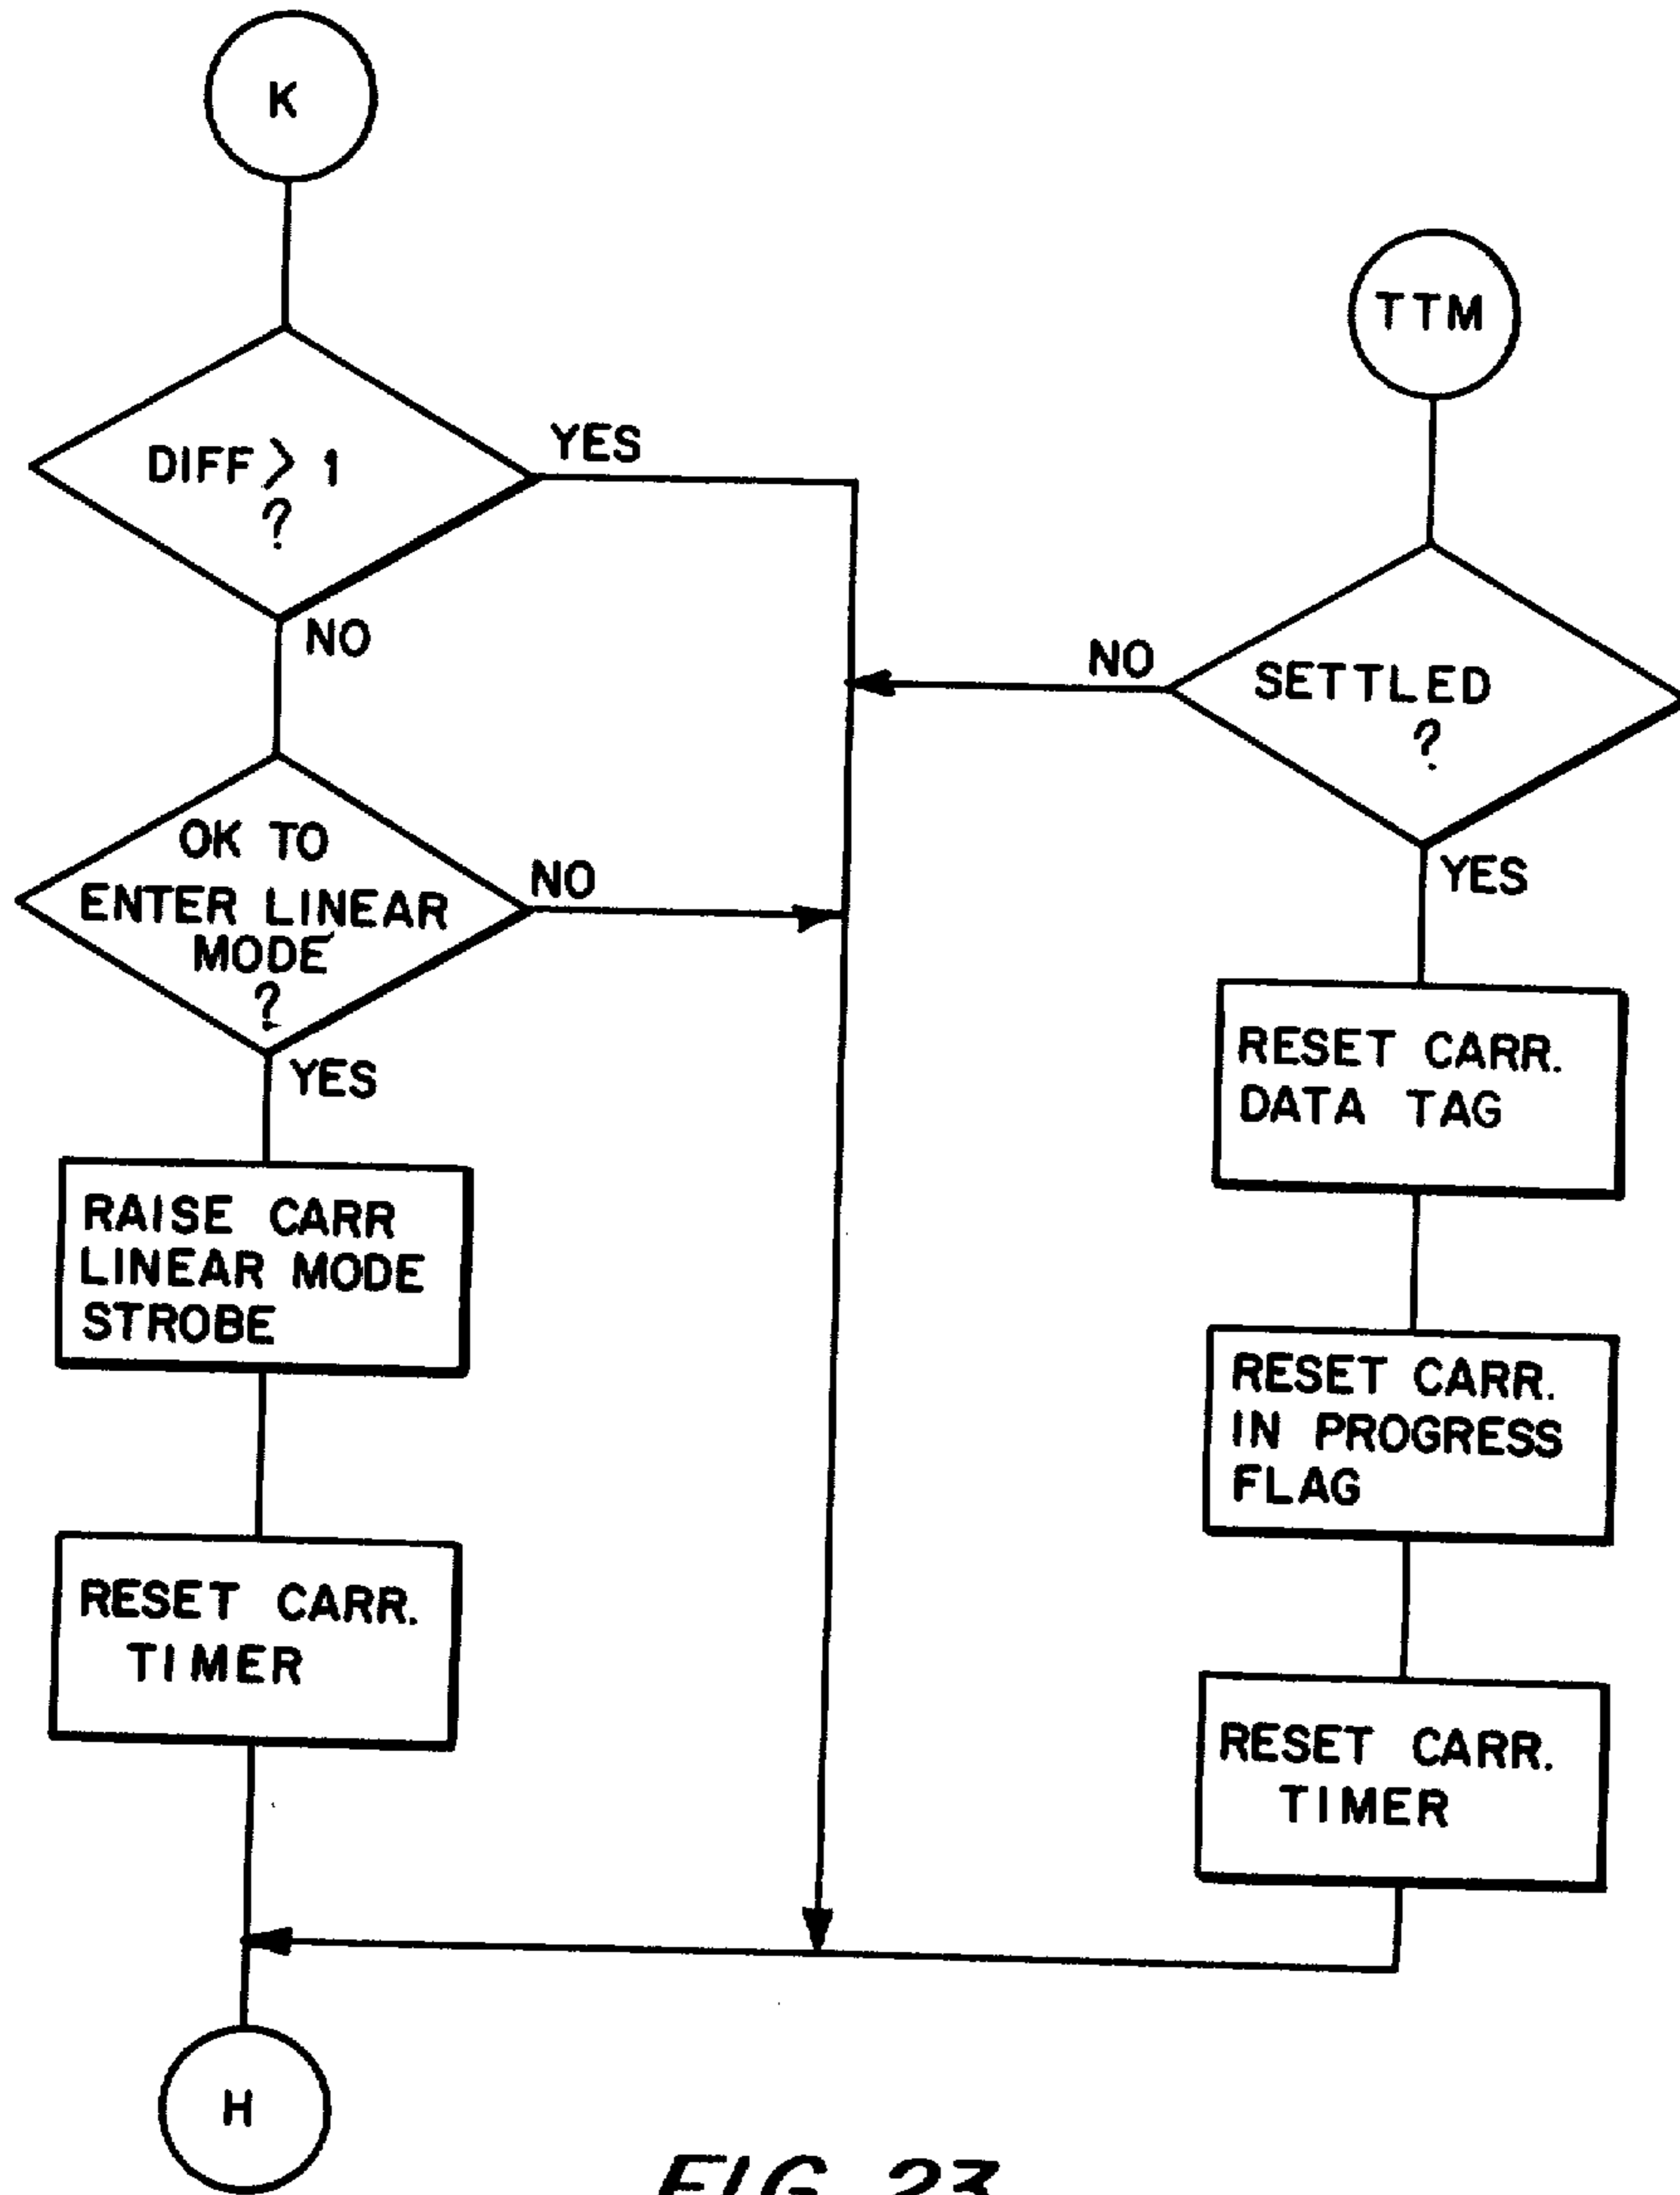 K
DIFF > 1
?
YES
NO
OK TO
ENTER LINEAR
MODE
?
NO
YES
RAISE CARR
LINEAR MODE
STROBE
RESET CARR.
TIMER
H
TTM
SETTLED
?
NO
YES
RESET CARR.
DATA TAG
RESET CARR.
IN PROGRESS
FLAG
RESET CARR.
TIMER
FIG. 23